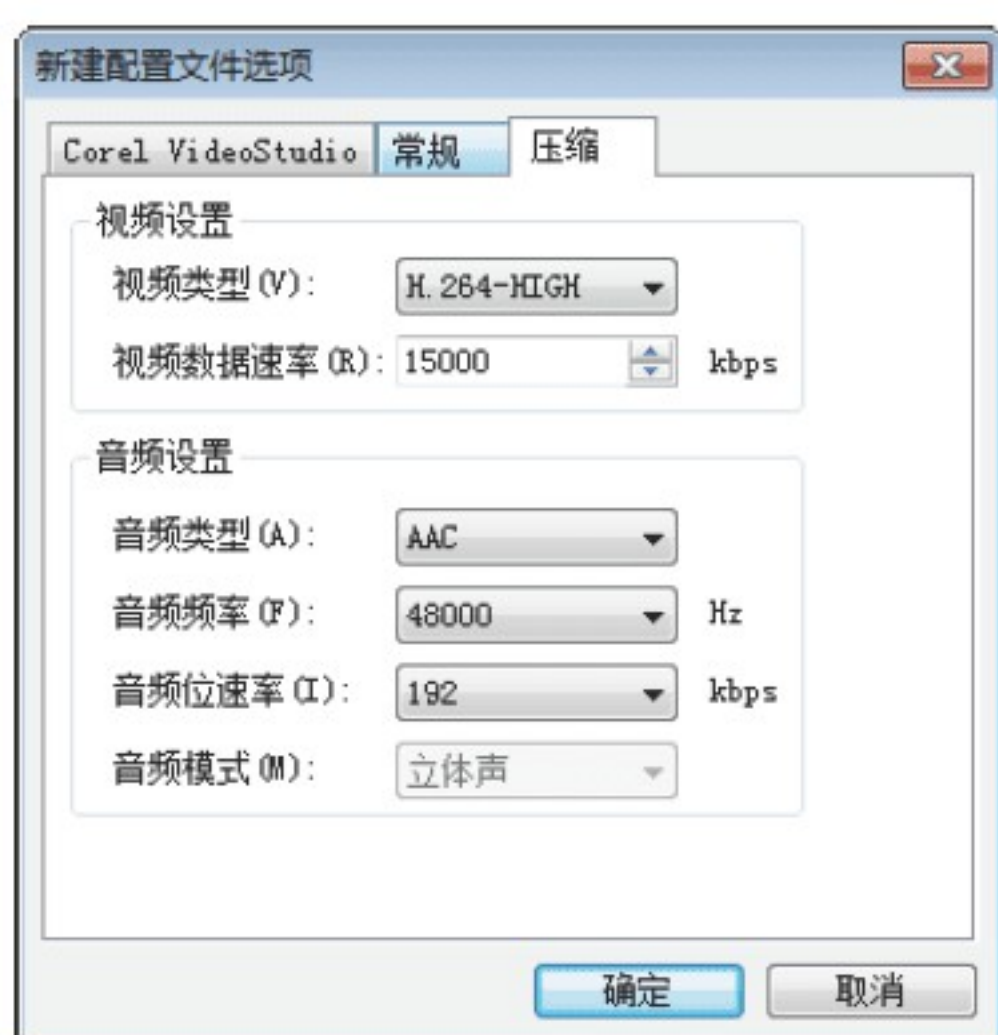 新建配置文件选项
Corel VideoStudio 常规 压缩
视频设置
视频类型(V): H.264-HIGH
视频数据速率(R): 15000 kbps
音频设置
音频类型(A): AAC
音频频率(F): 48000 Hz
音频位速率(I): 192 kbps
音频模式(M): 立体声
确定 取消